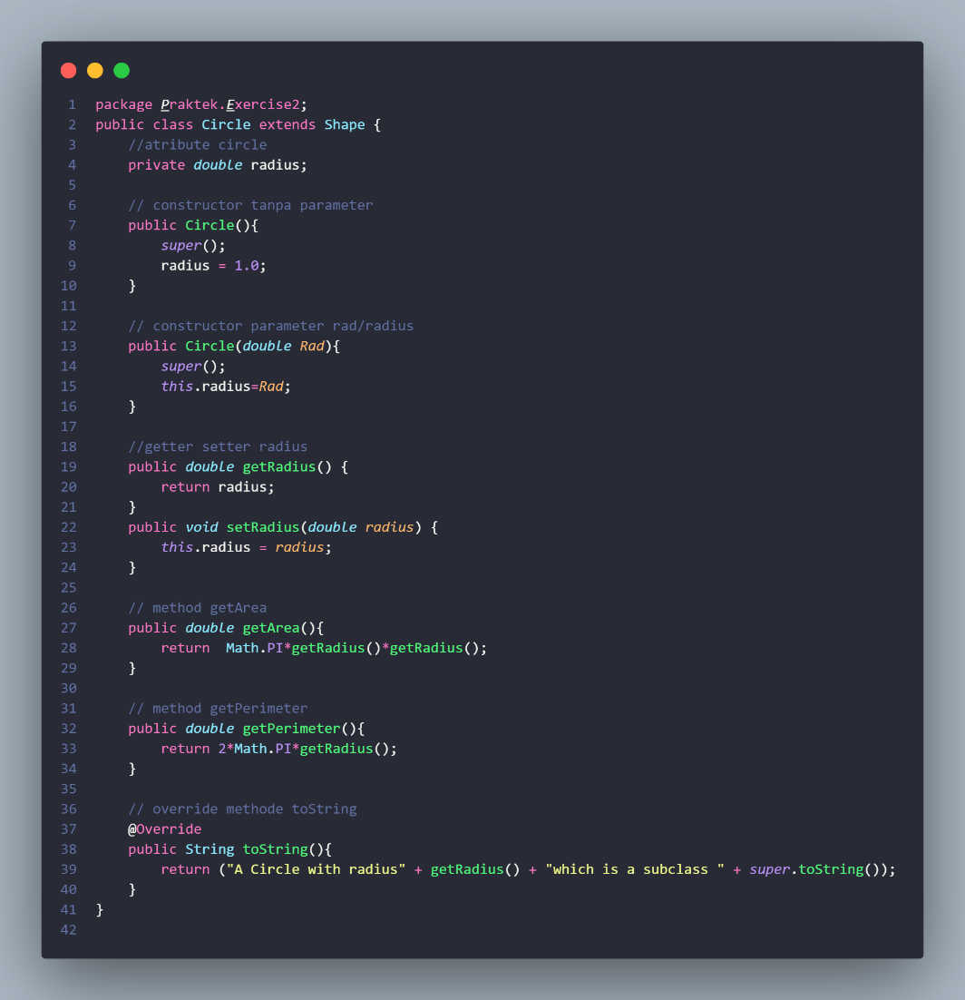 1 package Praktek.Exercise2;
2 public class Circle extends Shape {
3     //atribute circle
4     private double radius;
5
6     // constructor tanpa parameter
7     public Circle(){
8         super();
9         radius = 1.0;
10     }
11
12     // constructor parameter rad/radius
13     public Circle(double Rad){
14         super();
15         this.radius=Rad;
16     }
17
18     //getter setter radius
19     public double getRadius() {
20         return radius;
21     }
22     public void setRadius(double radius) {
23         this.radius = radius;
24     }
25
26     // method getArea
27     public double getArea(){
28         return  Math.PI*getRadius()*getRadius();
29     }
30
31     // method getPerimeter
32     public double getPerimeter(){
33         return 2*Math.PI*getRadius();
34     }
35
36     // override methode toString
37     @Override
38     public String toString(){
39         return ("A Circle with radius" + getRadius() + "which is a subclass " + super.toString());
40     }
41 }
42